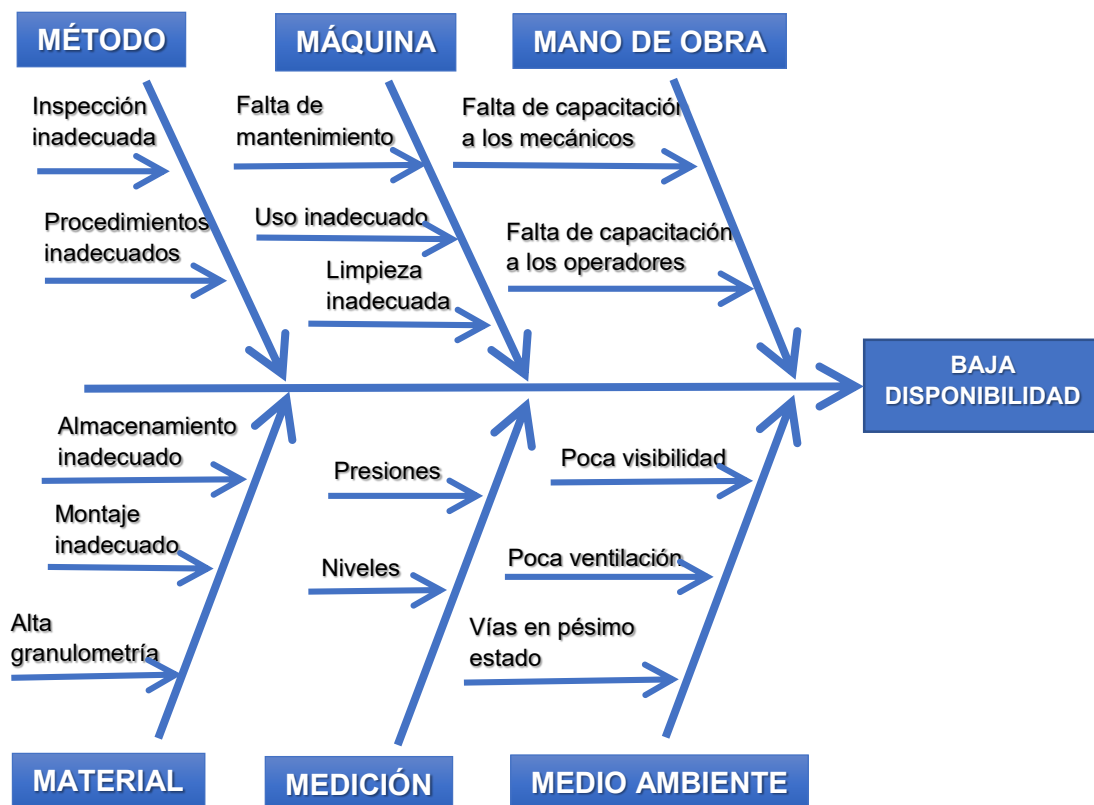 MÉTODO
MÁQUINA
MANO DE OBRA
Inspección
inadecuada
Procedimientos
inadecuados
Falta de
mantenimiento
Uso inadecuado
Limpieza
inadecuada
Falta de capacitación
a los mecánicos
Falta de capacitación
a los operadores
BAJA
DISPONIBILIDAD
Almacenamiento
inadecuado
Montaje
inadecuado
Alta
granulometría
Presiones
Niveles
Poca visibilidad
Poca ventilación
Vías en pésimo
estado
MATERIAL
MEDICIÓN
MEDIO AMBIENTE